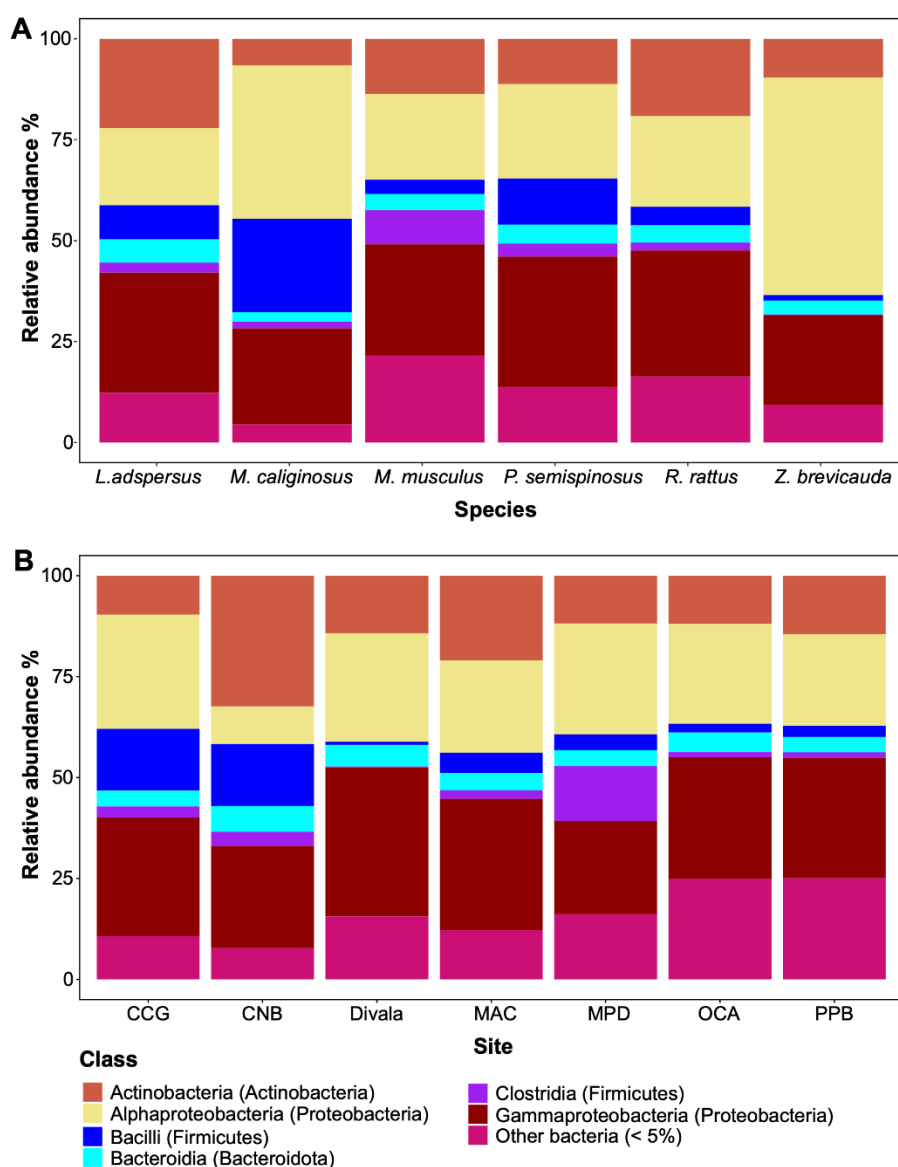 A
Relative abundance %
100
75
50
25
0
L.adspersus M. caliginosus M. musculus P. semispinosus R. rattus Z. brevicauda
Species
B
Relative abundance %
100
75
50
25
0
CCG CNB Divala MAC MPD OCA PPB
Site
Class
Actinobacteria (Actinobacteria)
Alphaproteobacteria (Proteobacteria)
Bacilli (Firmicutes)
Bacteroidia (Bacteroidota)
Clostridia (Firmicutes)
Gammaproteobacteria (Proteobacteria)
Other bacteria (< 5%)